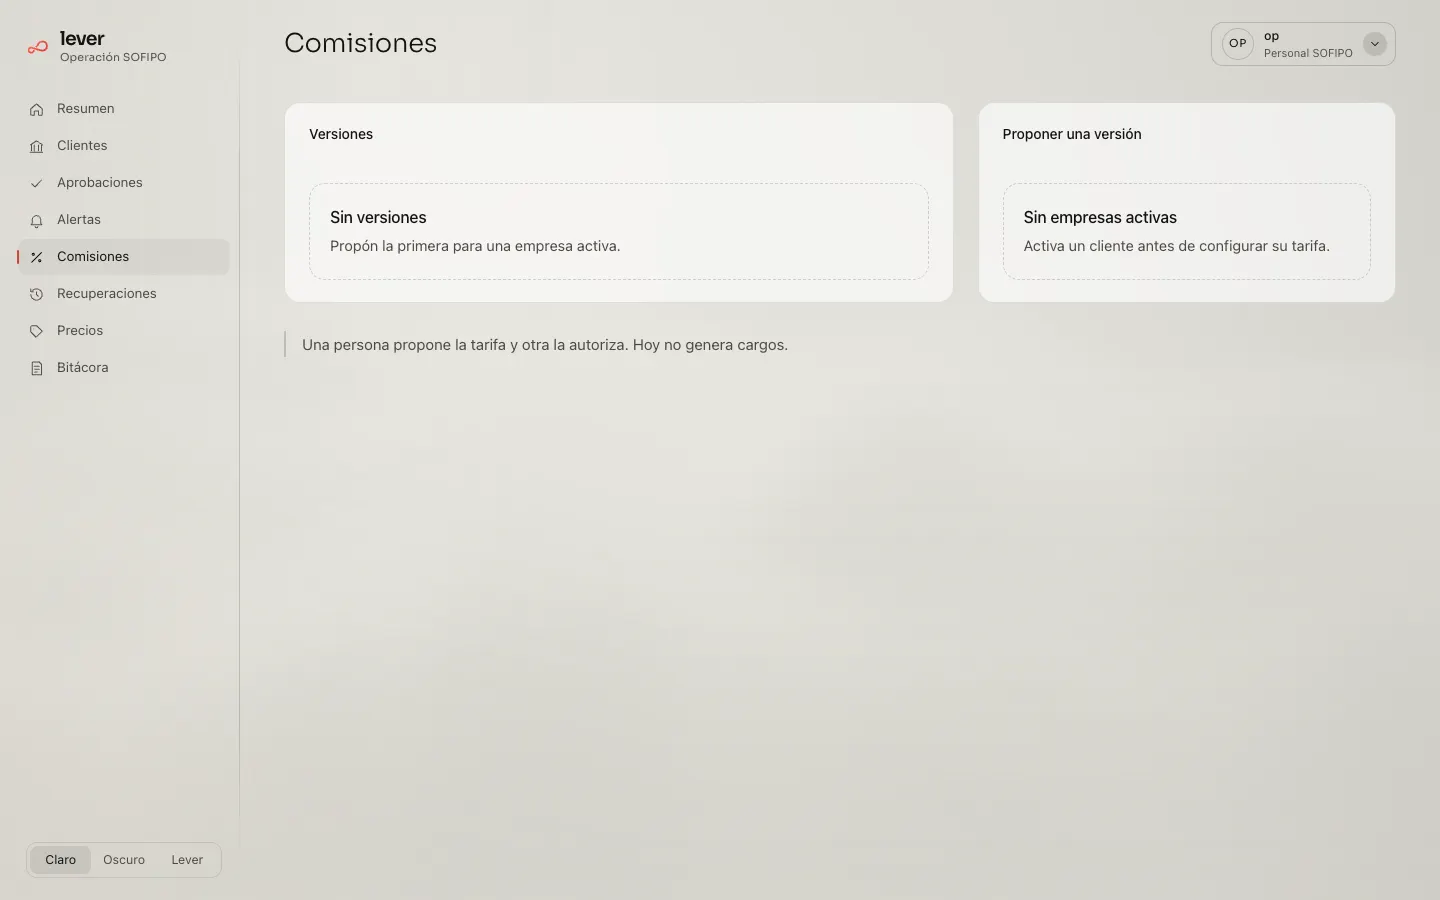 lever
Operación SOFIPO
Resumen
Clientes
Aprobaciones
Alertas
Comisiones
Recuperaciones
Precios
Bitácora
Claro
Oscuro
Lever
Comisiones
OP
op
Personal SOFIPO
Versiones
Sin versiones
Propón la primera para una empresa activa.
Proponer una versión
Sin empresas activas
Activa un cliente antes de configurar su tarifa.
Una persona propone la tarifa y otra la autoriza. Hoy no genera cargos.